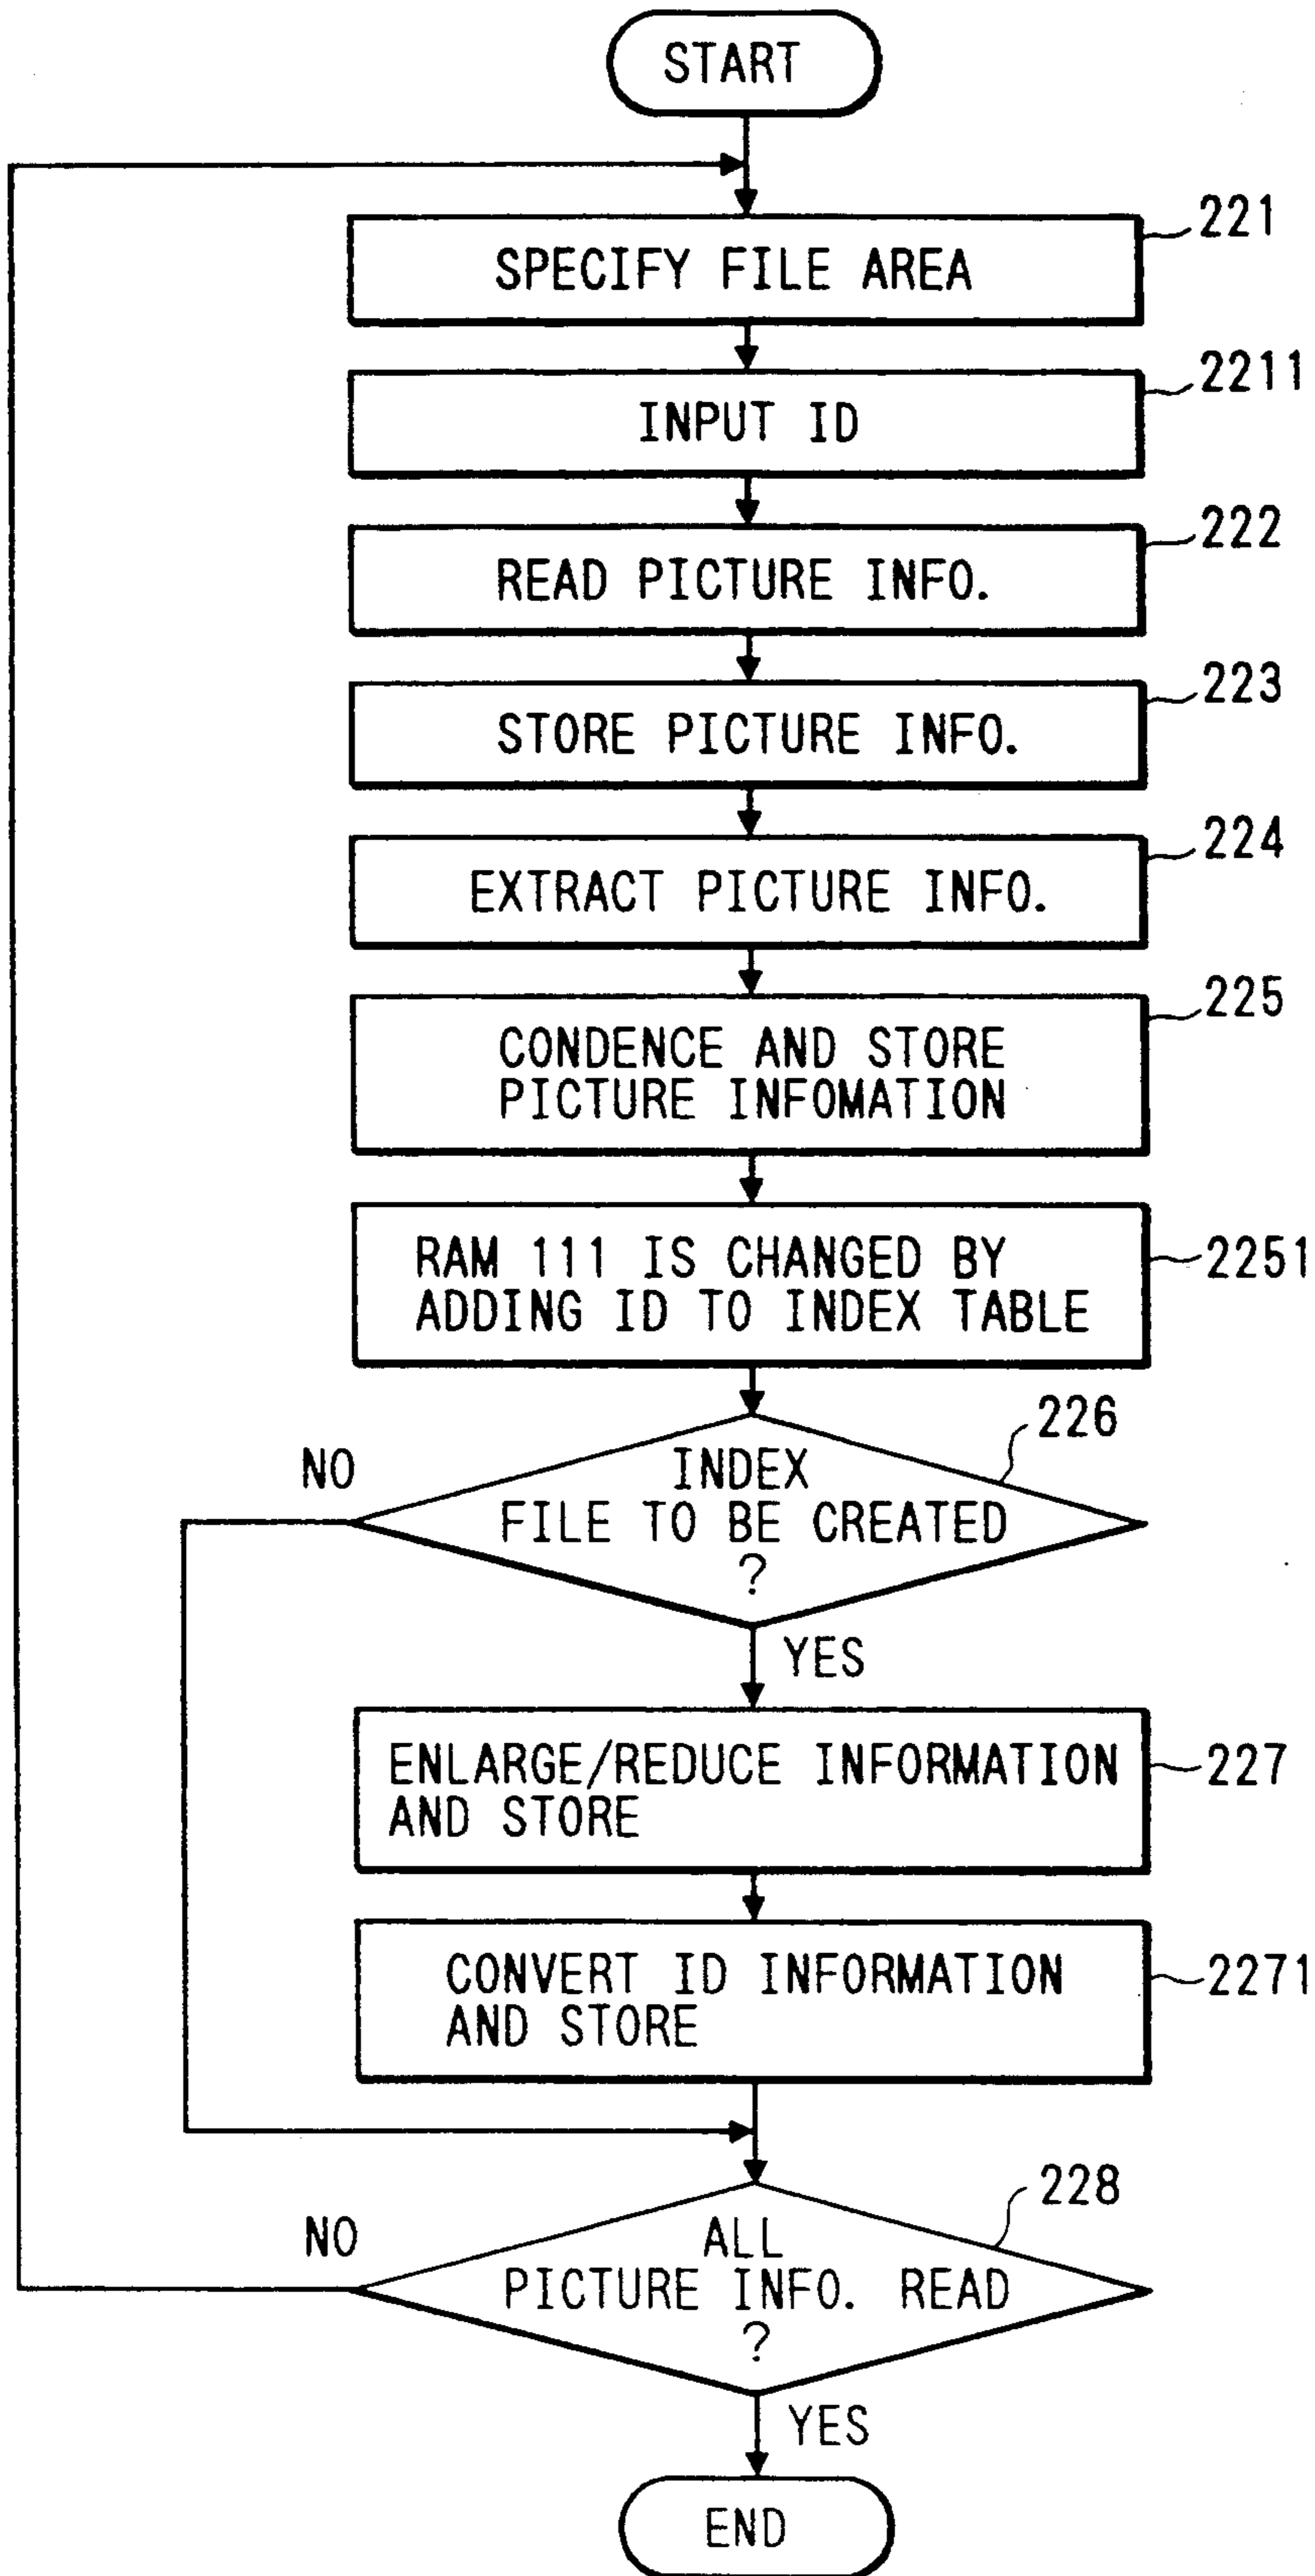 START
221
SPECIFY FILE AREA
2211
INPUT ID
222
READ PICTURE INFO.
223
STORE PICTURE INFO.
224
EXTRACT PICTURE INFO.
225
CONDENCE AND STORE
PICTURE INFOMATION
2251
RAM 111 IS CHANGED BY
ADDING ID TO INDEX TABLE
226
NO
INDEX
FILE TO BE CREATED
?
YES
227
ENLARGE/REDUCE INFORMATION
AND STORE
2271
CONVERT ID INFORMATION
AND STORE
228
NO
ALL
PICTURE INFO. READ
?
YES
END